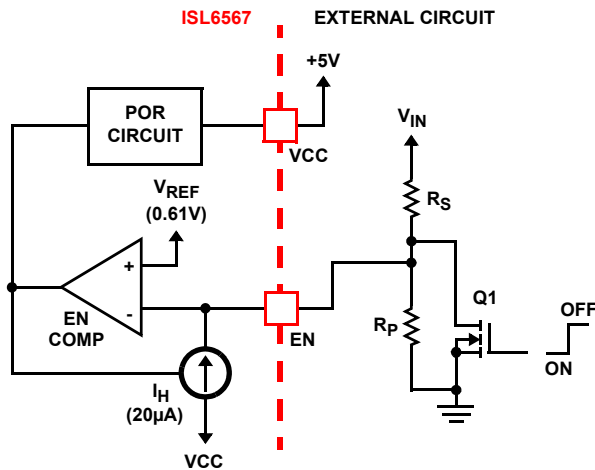 ISL6567
EXTERNAL CIRCUIT
+5V
POR
CIRCUIT
VCC
VIN
RS
VREF
(0.61V)
+
-
EN
COMP
EN
RP
Q1
OFF
ON
IH
(20µA)
VCC